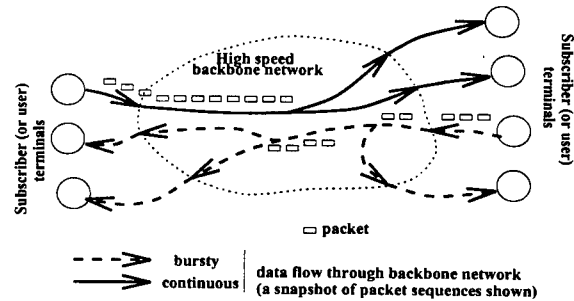 High speed
backbone network
Subscriber (or user)
terminals
Subscriber (or user)
terminals
packet
bursty
continuous
data flow through backbone network
(a snapshot of packet sequences shown)